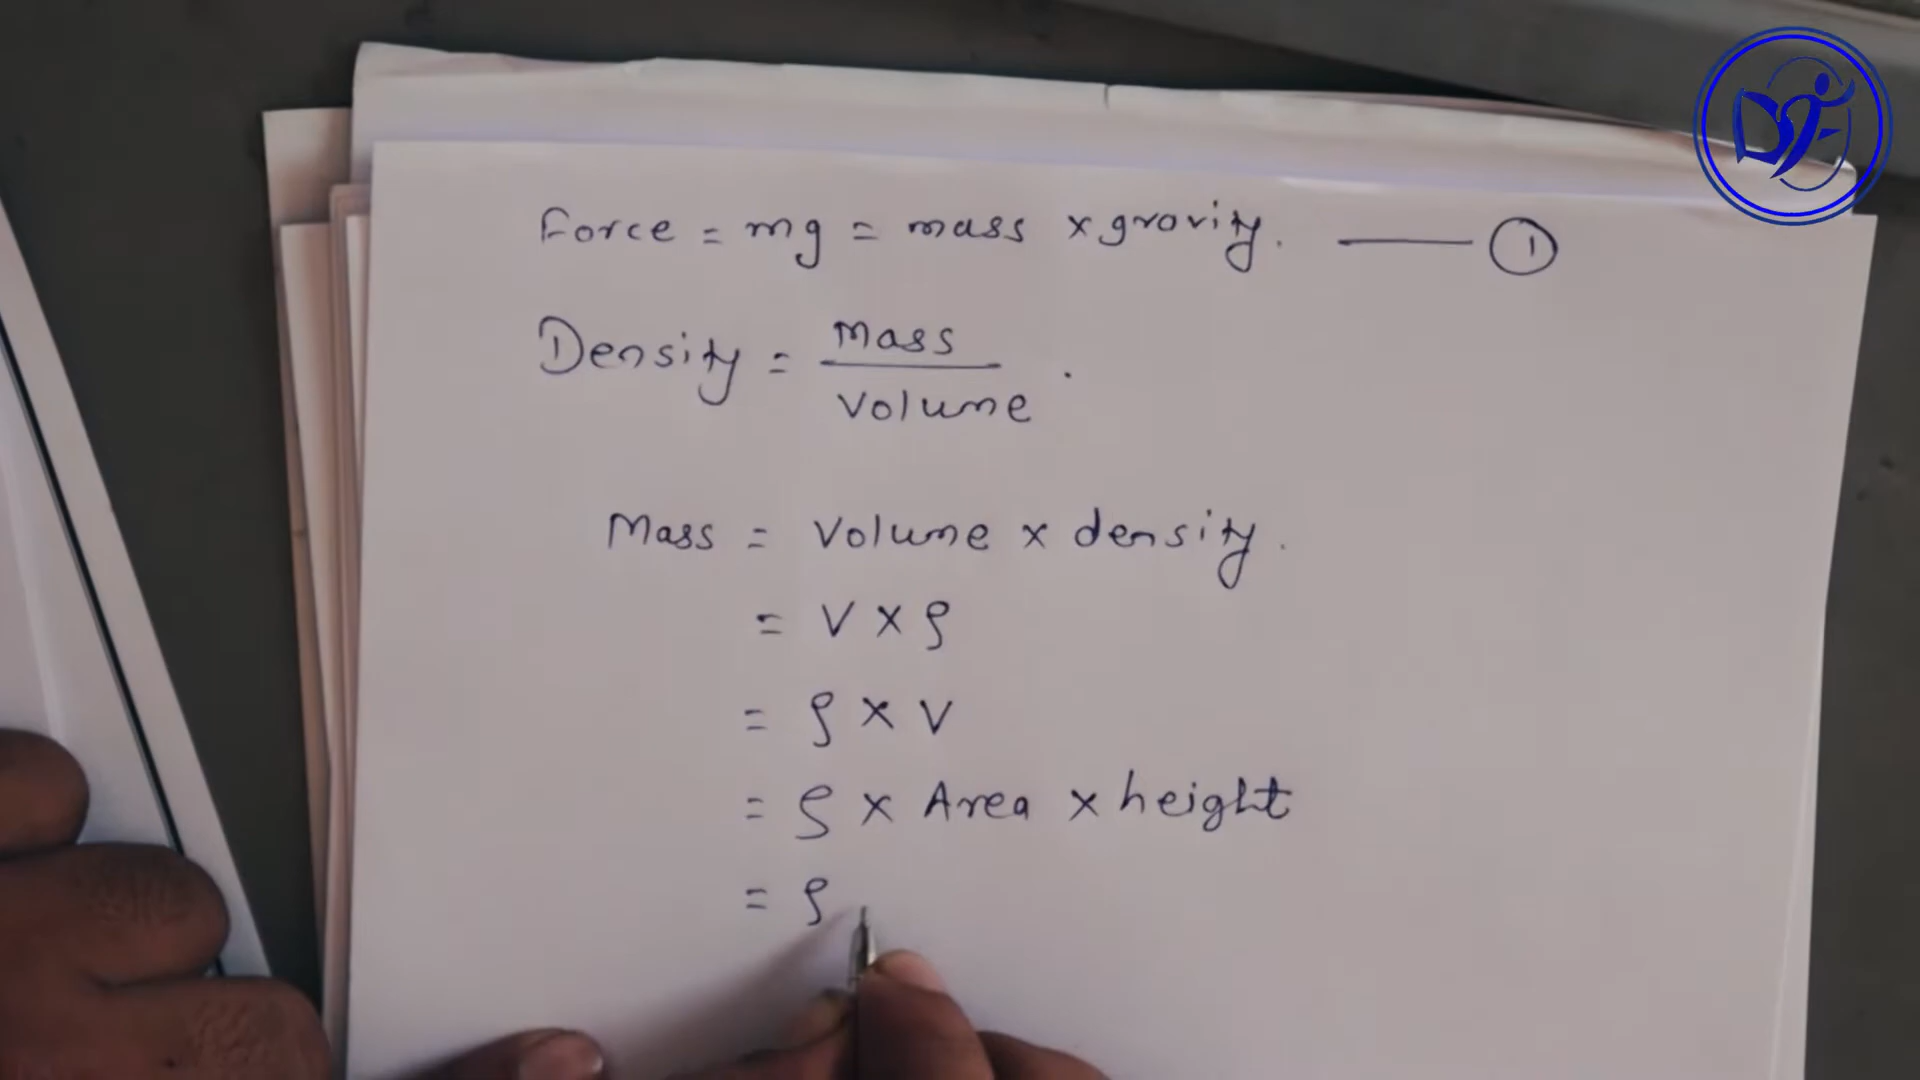 Force = mg = mass × gravity. —— ①
Density = Mass / Volume .
Mass = Volume × density.
= V × ρ
= ρ × V
= ρ × Area × height
= ρ